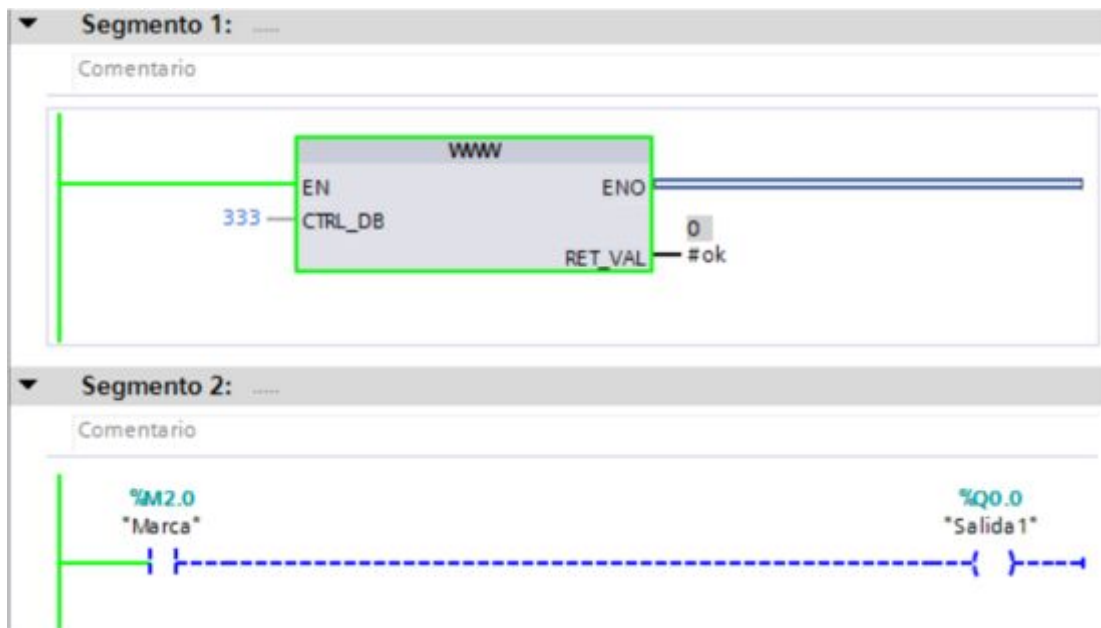 Segmento 1: .....
Comentario
WWW
EN ENO
333 CTRL_DB
0
RET_VAL #ok
Segmento 2: .....
Comentario
%M2.0 %Q0.0
"Marca" "Salida1"